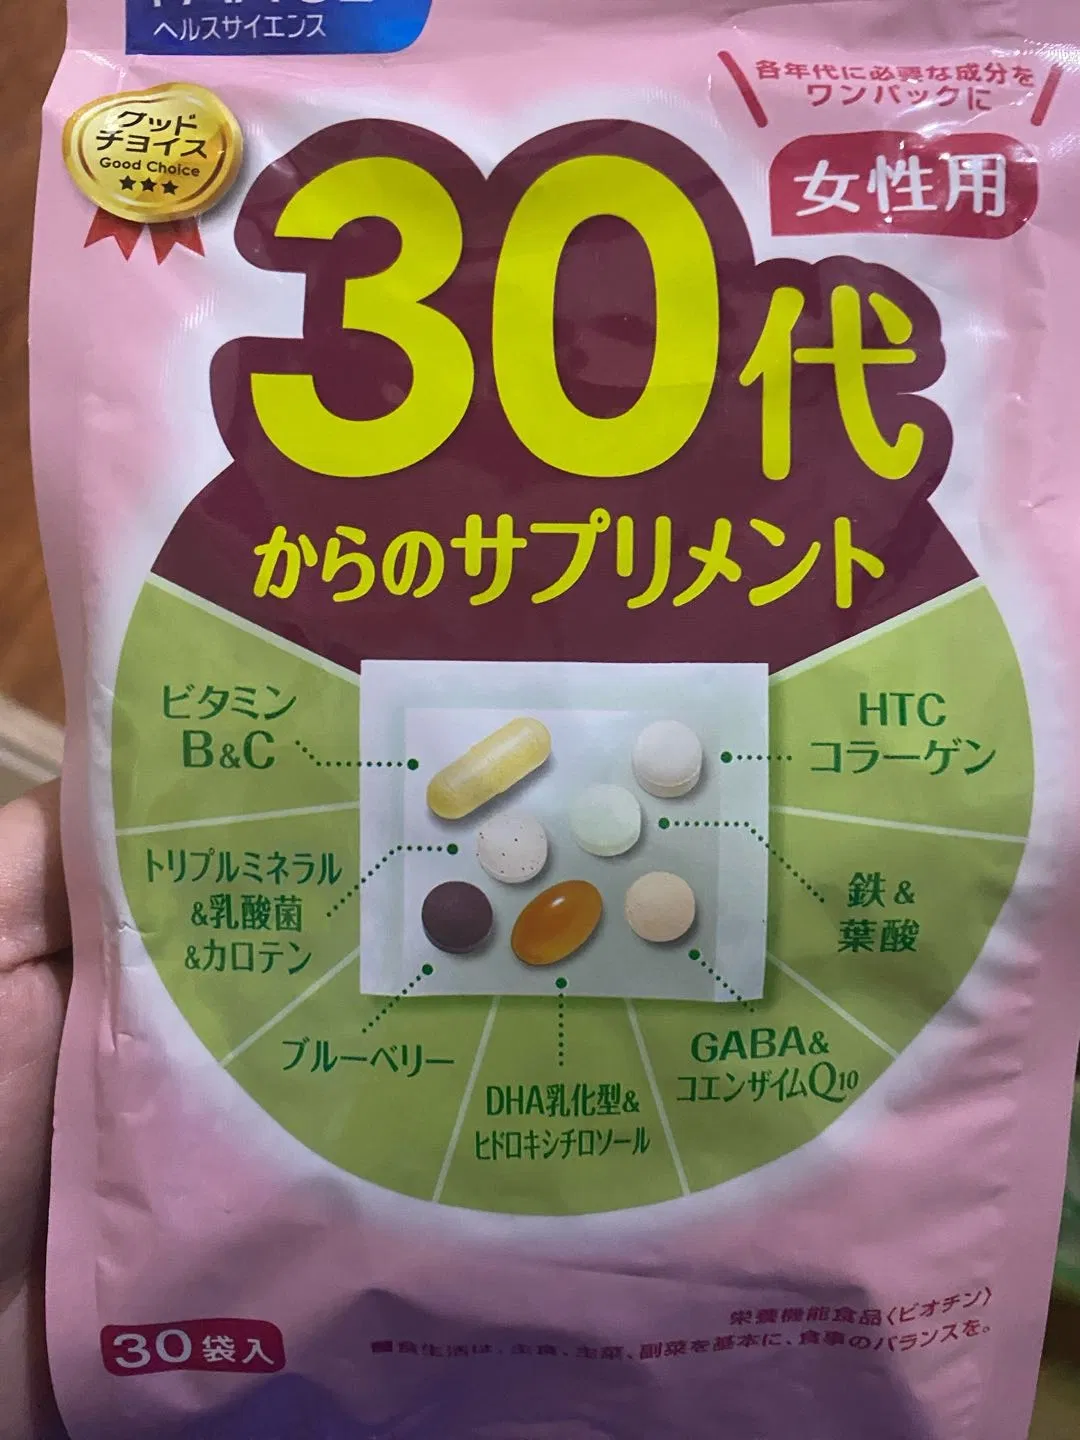 ヘルスサイエンス
各年代に必要な成分を
ワンパックに
グッド
チョイス
Good Choice
女性用
30代
からのサプリメント
ビタミン
B&C
HTC
コラーゲン
トリプルミネラル
&乳酸菌
&カロテン
鉄&
葉酸
ブルーベリー
GABA&
コエンザイムQ10
DHA乳化型&
ヒドロキシチロソール
30袋入
栄養機能食品〈ビオチン〉
食生活は、主食、主菜、副菜を基本に、食事のバランスを。